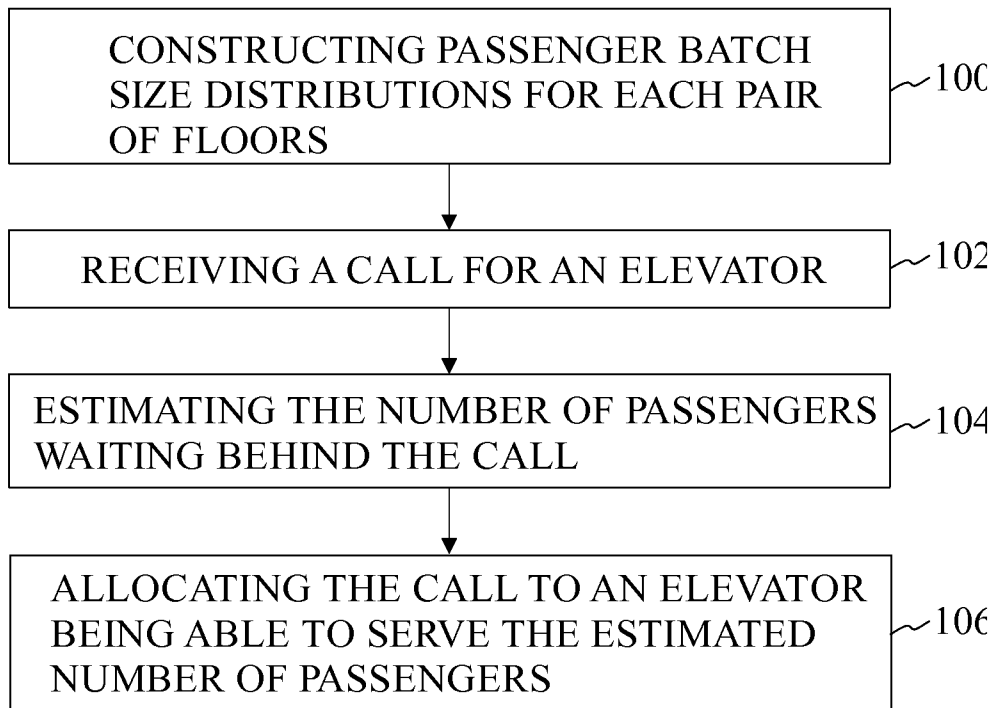 CONSTRUCTING PASSENGER BATCH
SIZE DISTRIBUTIONS FOR EACH PAIR
OF FLOORS
100
RECEIVING A CALL FOR AN ELEVATOR
102
ESTIMATING THE NUMBER OF PASSENGERS
WAITING BEHIND THE CALL
104
ALLOCATING THE CALL TO AN ELEVATOR
BEING ABLE TO SERVE THE ESTIMATED
NUMBER OF PASSENGERS
106